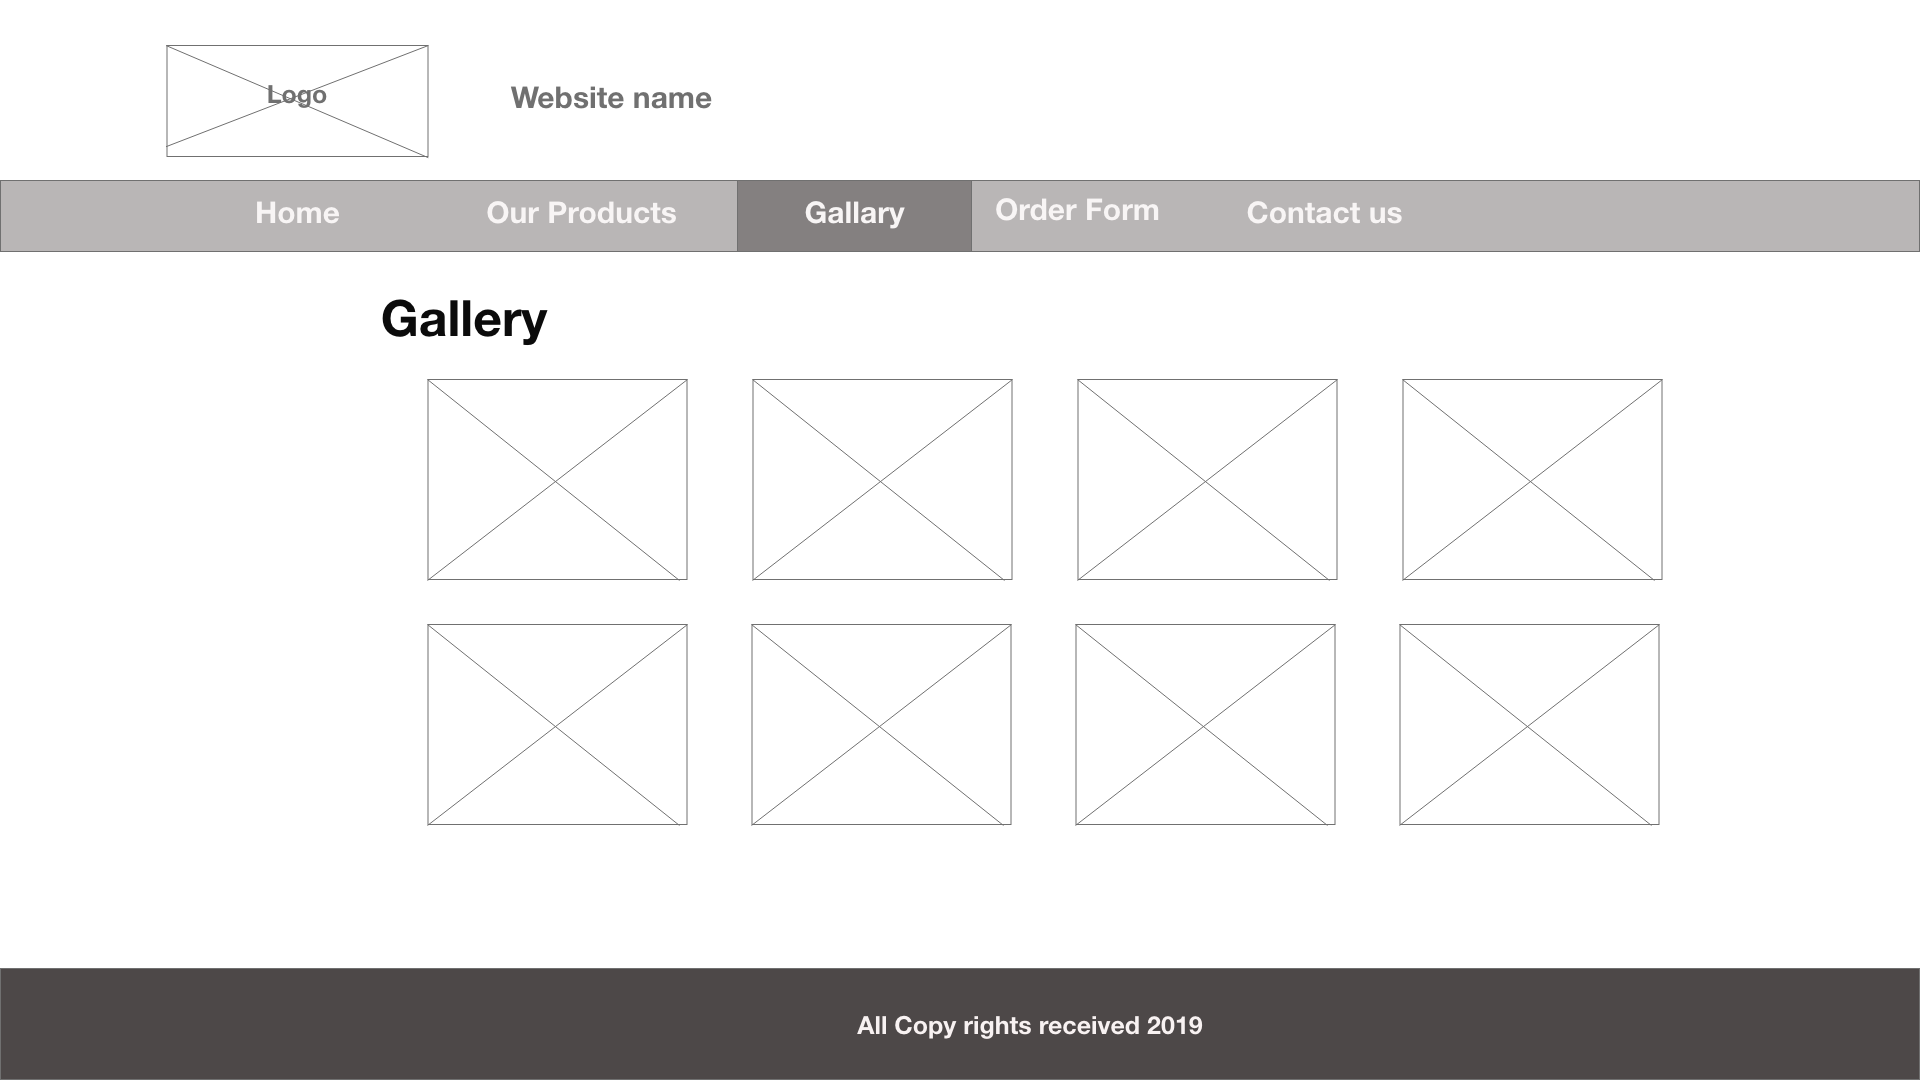 Logo
Website name
Home
Our Products
Gallary
Order Form
Contact us
Gallery
All Copy rights received 2019